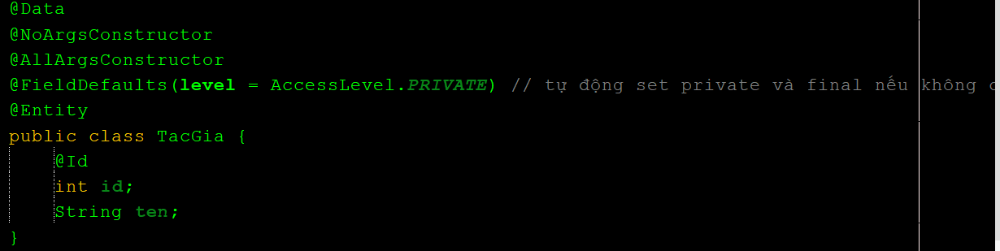 @Data
@NoArgsConstructor
@AllArgsConstructor
@FieldDefaults(level = AccessLevel.PRIVATE) // tự động set private và final nếu không
@Entity
public class TacGia {
@Id
int id;
String ten;
}